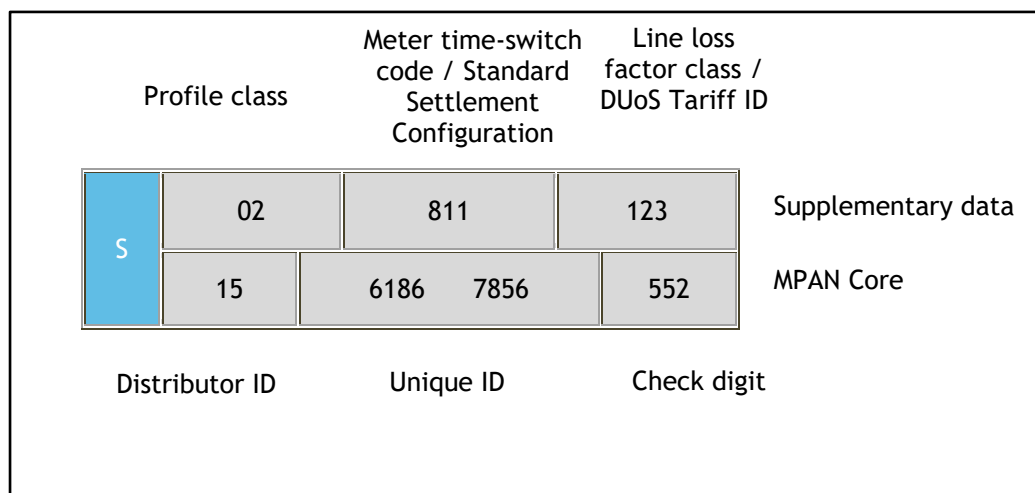 Profile class
Meter time-switch
code / Standard
Settlement
Configuration
Line loss
factor class /
DUoS Tariff ID
S
02 811 123 Supplementary data
15 6186 7856 552 MPAN Core
Distributor ID Unique ID Check digit